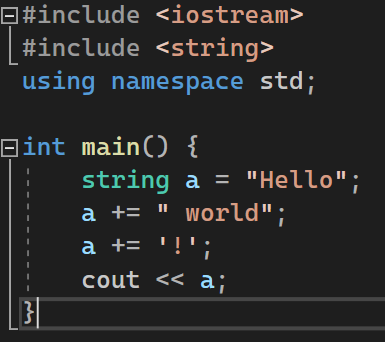 #include <iostream>
#include <string>
using namespace std;

int main() {
    string a = "Hello";
    a += " world";
    a += '!';
    cout << a;
}